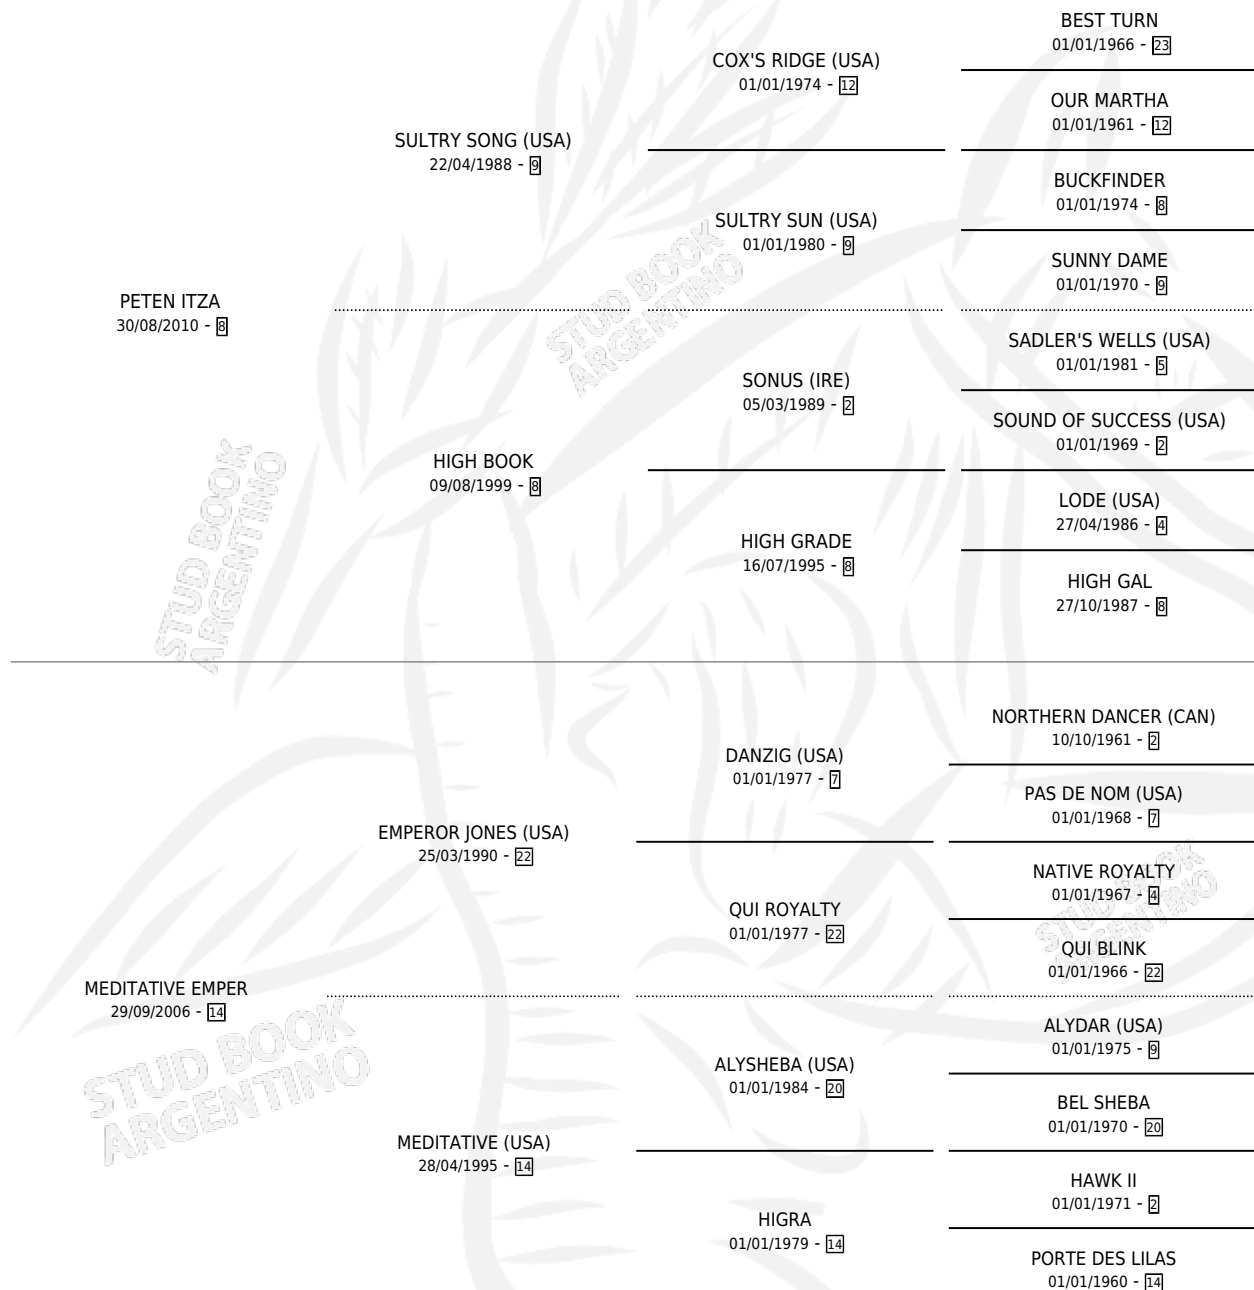 BEST TURN
01/01/1966 - 23
COX'S RIDGE (USA)
01/01/1974 - 12
OUR MARTHA
01/01/1961 - 12
SULTRY SONG (USA)
22/04/1988 - 9
BUCKFINDER
01/01/1974 - 8
SULTRY SUN (USA)
01/01/1980 - 9
SUNNY DAME
01/01/1970 - 9
PETEN ITZA
30/08/2010 - 8
SADLER'S WELLS (USA)
01/01/1981 - 5
SONUS (IRE)
05/03/1989 - 2
SOUND OF SUCCESS (USA)
01/01/1969 - 2
HIGH BOOK
09/08/1999 - 8
LODE (USA)
27/04/1986 - 4
HIGH GRADE
16/07/1995 - 8
HIGH GAL
27/10/1987 - 8
NORTHERN DANCER (CAN)
10/10/1961 - 2
DANZIG (USA)
01/01/1977 - 7
PAS DE NOM (USA)
01/01/1968 - 7
EMPEROR JONES (USA)
25/03/1990 - 22
NATIVE ROYALTY
01/01/1967 - 4
QUI ROYALTY
01/01/1977 - 22
QUI BLINK
01/01/1966 - 22
MEDITATIVE EMPER
29/09/2006 - 14
ALYDAR (USA)
01/01/1975 - 9
ALYSHEBA (USA)
01/01/1984 - 20
BEL SHEBA
01/01/1970 - 20
MEDITATIVE (USA)
28/04/1995 - 14
HAWK II
01/01/1971 - 2
HIGRA
01/01/1979 - 14
PORTE DES LILAS
01/01/1960 - 14
STUD BOOK
ARGENTINO
STUD BOOK
ARGENTINO
STUD BOOK
ARGENTINO
STUD BOOK
ARGENTINO